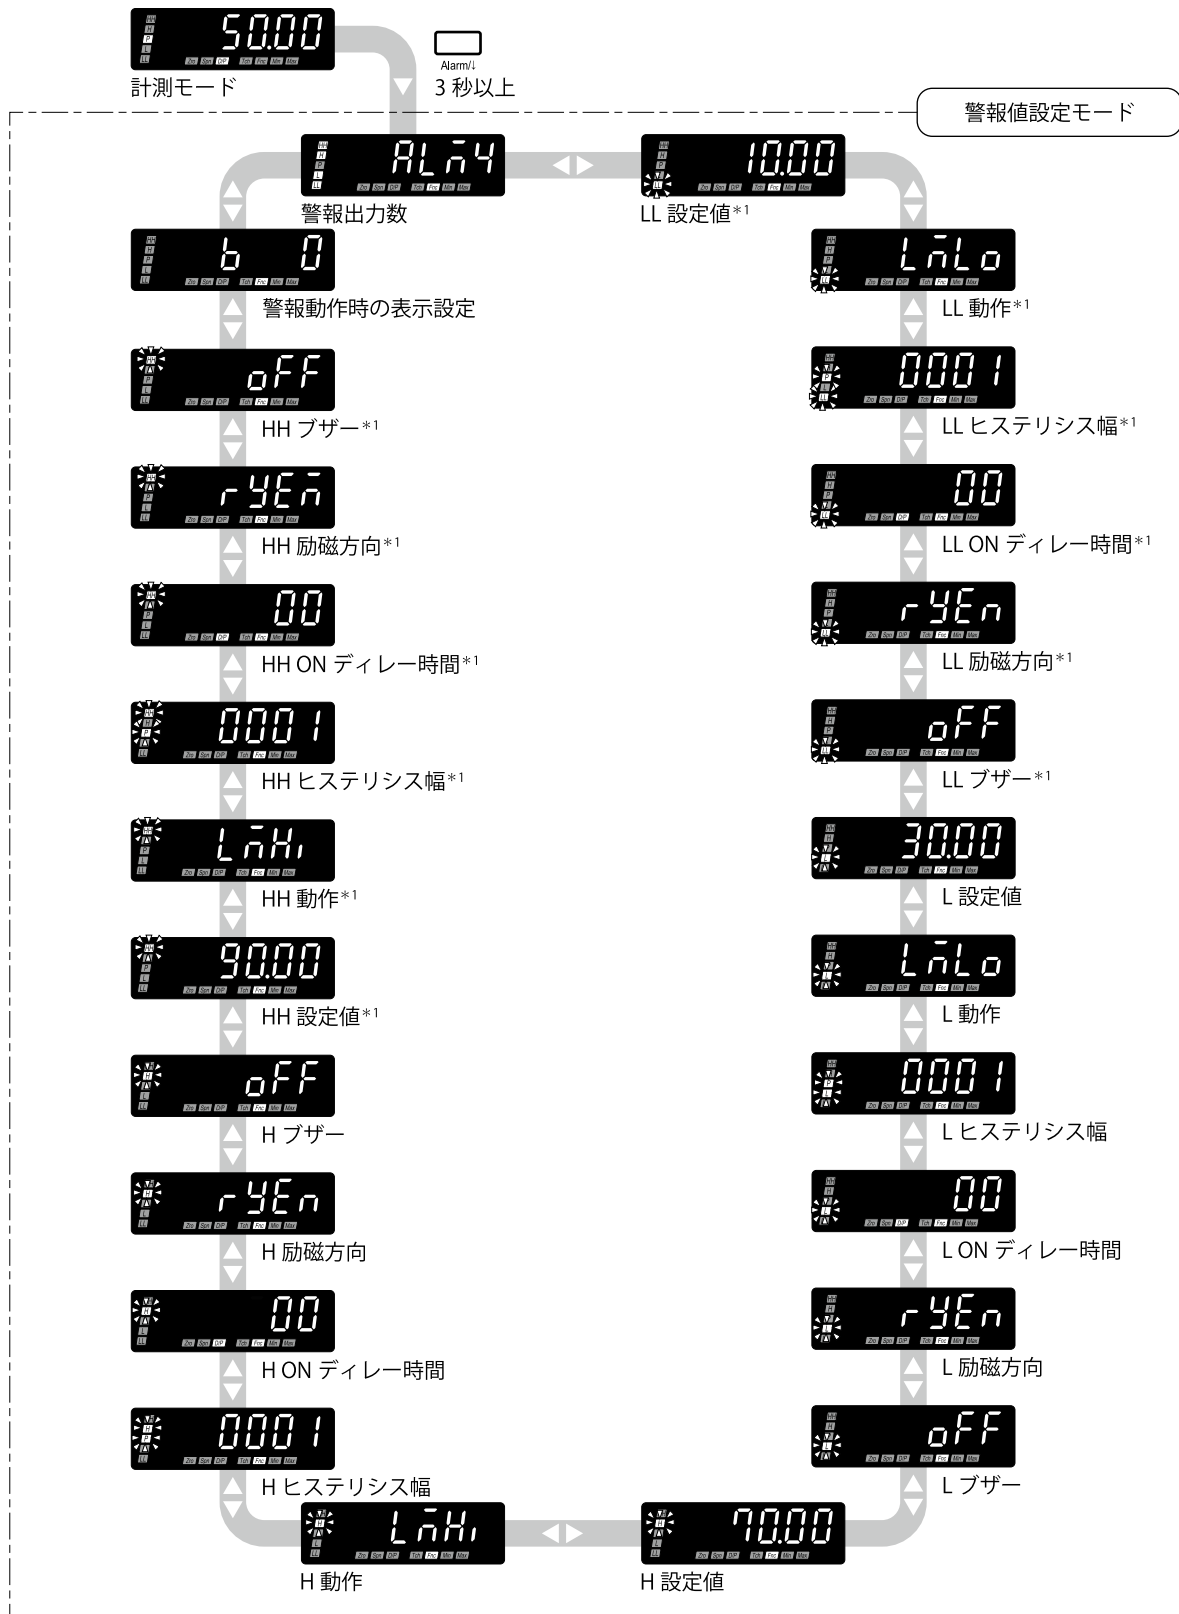 50.00
計測モード
Alarm/↓
3 秒以上
警報値設定モード
ALM4
警報出力数
10.00
LL 設定値*1
b 0
警報動作時の表示設定
LMLo
LL 動作*1
oFF
HH ブザー*1
0001
LL ヒステリシス幅*1
rYEM
HH 励磁方向*1
00
LL ON ディレー時間*1
00
HH ON ディレー時間*1
rYEn
LL 励磁方向*1
0001
HH ヒステリシス幅*1
oFF
LL ブザー*1
LMHi
HH 動作*1
30.00
L 設定値
90.00
HH 設定値*1
LMLo
L 動作
oFF
H ブザー
0001
L ヒステリシス幅
rYEn
H 励磁方向
00
L ON ディレー時間
00
H ON ディレー時間
rYEn
L 励磁方向
0001
H ヒステリシス幅
oFF
L ブザー
LMHi
H 動作
70.00
H 設定値